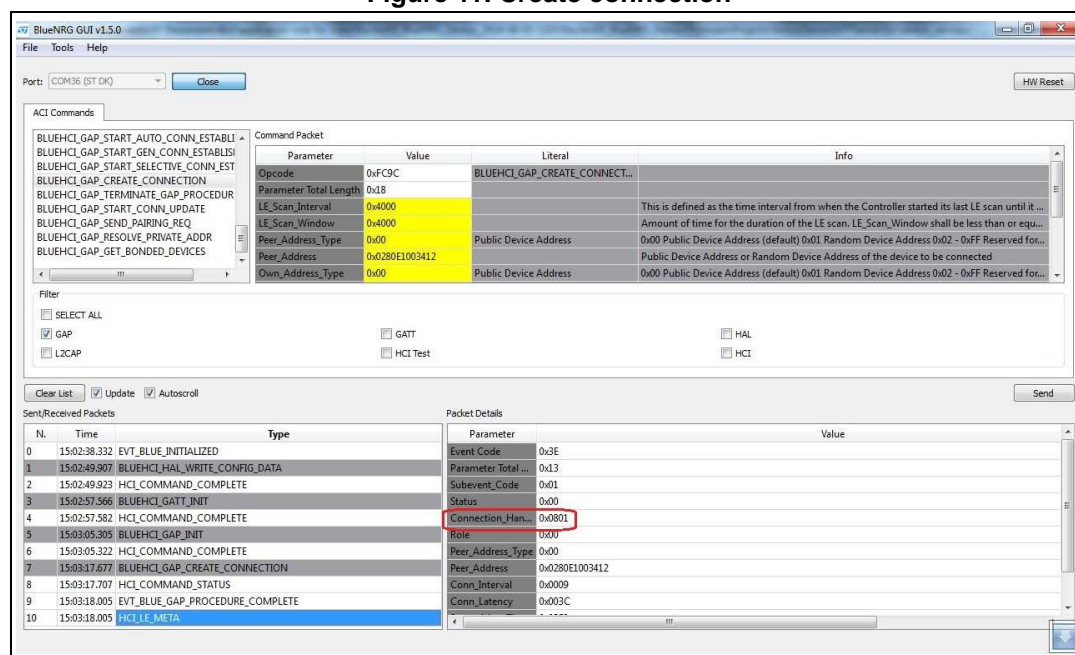 Figure 17. Create connection
BlueNRG GUI v1.5.0
File Tools Help
Port: COM36 (ST DK) Close HW Reset
ACI Commands
BLUEHCI_GAP_START_AUTO_CONN_ESTABLI
BLUEHCI_GAP_START_GEN_CONN_ESTABLIS
BLUEHCI_GAP_START_SELECTIVE_CONN_EST
BLUEHCI_GAP_CREATE_CONNECTION
BLUEHCI_GAP_TERMINATE_GAP_PROCEDUR
BLUEHCI_GAP_START_CONN_UPDATE
BLUEHCI_GAP_SEND_PAIRING_REQ
BLUEHCI_GAP_RESOLVE_PRIVATE_ADDR
BLUEHCI_GAP_GET_BONDED_DEVICES
Command Packet
Parameter Value Literal Info
Opcode 0xFC9C BLUEHCI_GAP_CREATE_CONNECT...
Parameter Total Length 0x18
LE_Scan_Interval 0x4000 This is defined as the time interval from when the Controller started its last LE scan until it ...
LE_Scan_Window 0x4000 Amount of time for the duration of the LE scan. LE_Scan_Window shall be less than or equ...
Peer_Address_Type 0x00 Public Device Address 0x00 Public Device Address (default) 0x01 Random Device Address 0x02 - 0xFF Reserved for...
Peer_Address 0x0280E1003412 Public Device Address or Random Device Address of the device to be connected
Own_Address_Type 0x00 Public Device Address 0x00 Public Device Address (default) 0x01 Random Device Address 0x02 - 0xFF Reserved for...
Filter
SELECT ALL
GAP GATT HAL
L2CAP HCI Test HCI
Clear List Update Autoscroll Send
Sent/Received Packets
N. Time Type
0 15:02:38.332 EVT_BLUE_INITIALIZED
1 15:02:49.907 BLUEHCI_HAL_WRITE_CONFIG_DATA
2 15:02:49.923 HCI_COMMAND_COMPLETE
3 15:02:57.566 BLUEHCI_GATT_INIT
4 15:02:57.582 HCI_COMMAND_COMPLETE
5 15:03:05.305 BLUEHCI_GAP_INIT
6 15:03:05.322 HCI_COMMAND_COMPLETE
7 15:03:17.677 BLUEHCI_GAP_CREATE_CONNECTION
8 15:03:17.707 HCI_COMMAND_STATUS
9 15:03:18.005 EVT_BLUE_GAP_PROCEDURE_COMPLETE
10 15:03:18.005 HCI_LE_META
Packet Details
Parameter Value
Event Code 0x3E
Parameter Total ... 0x13
Subevent_Code 0x01
Status 0x00
Connection_Han... 0x0801
Role 0x00
Peer_Address_Type 0x00
Peer_Address 0x0280E1003412
Conn_Interval 0x0009
Conn_Latency 0x003C